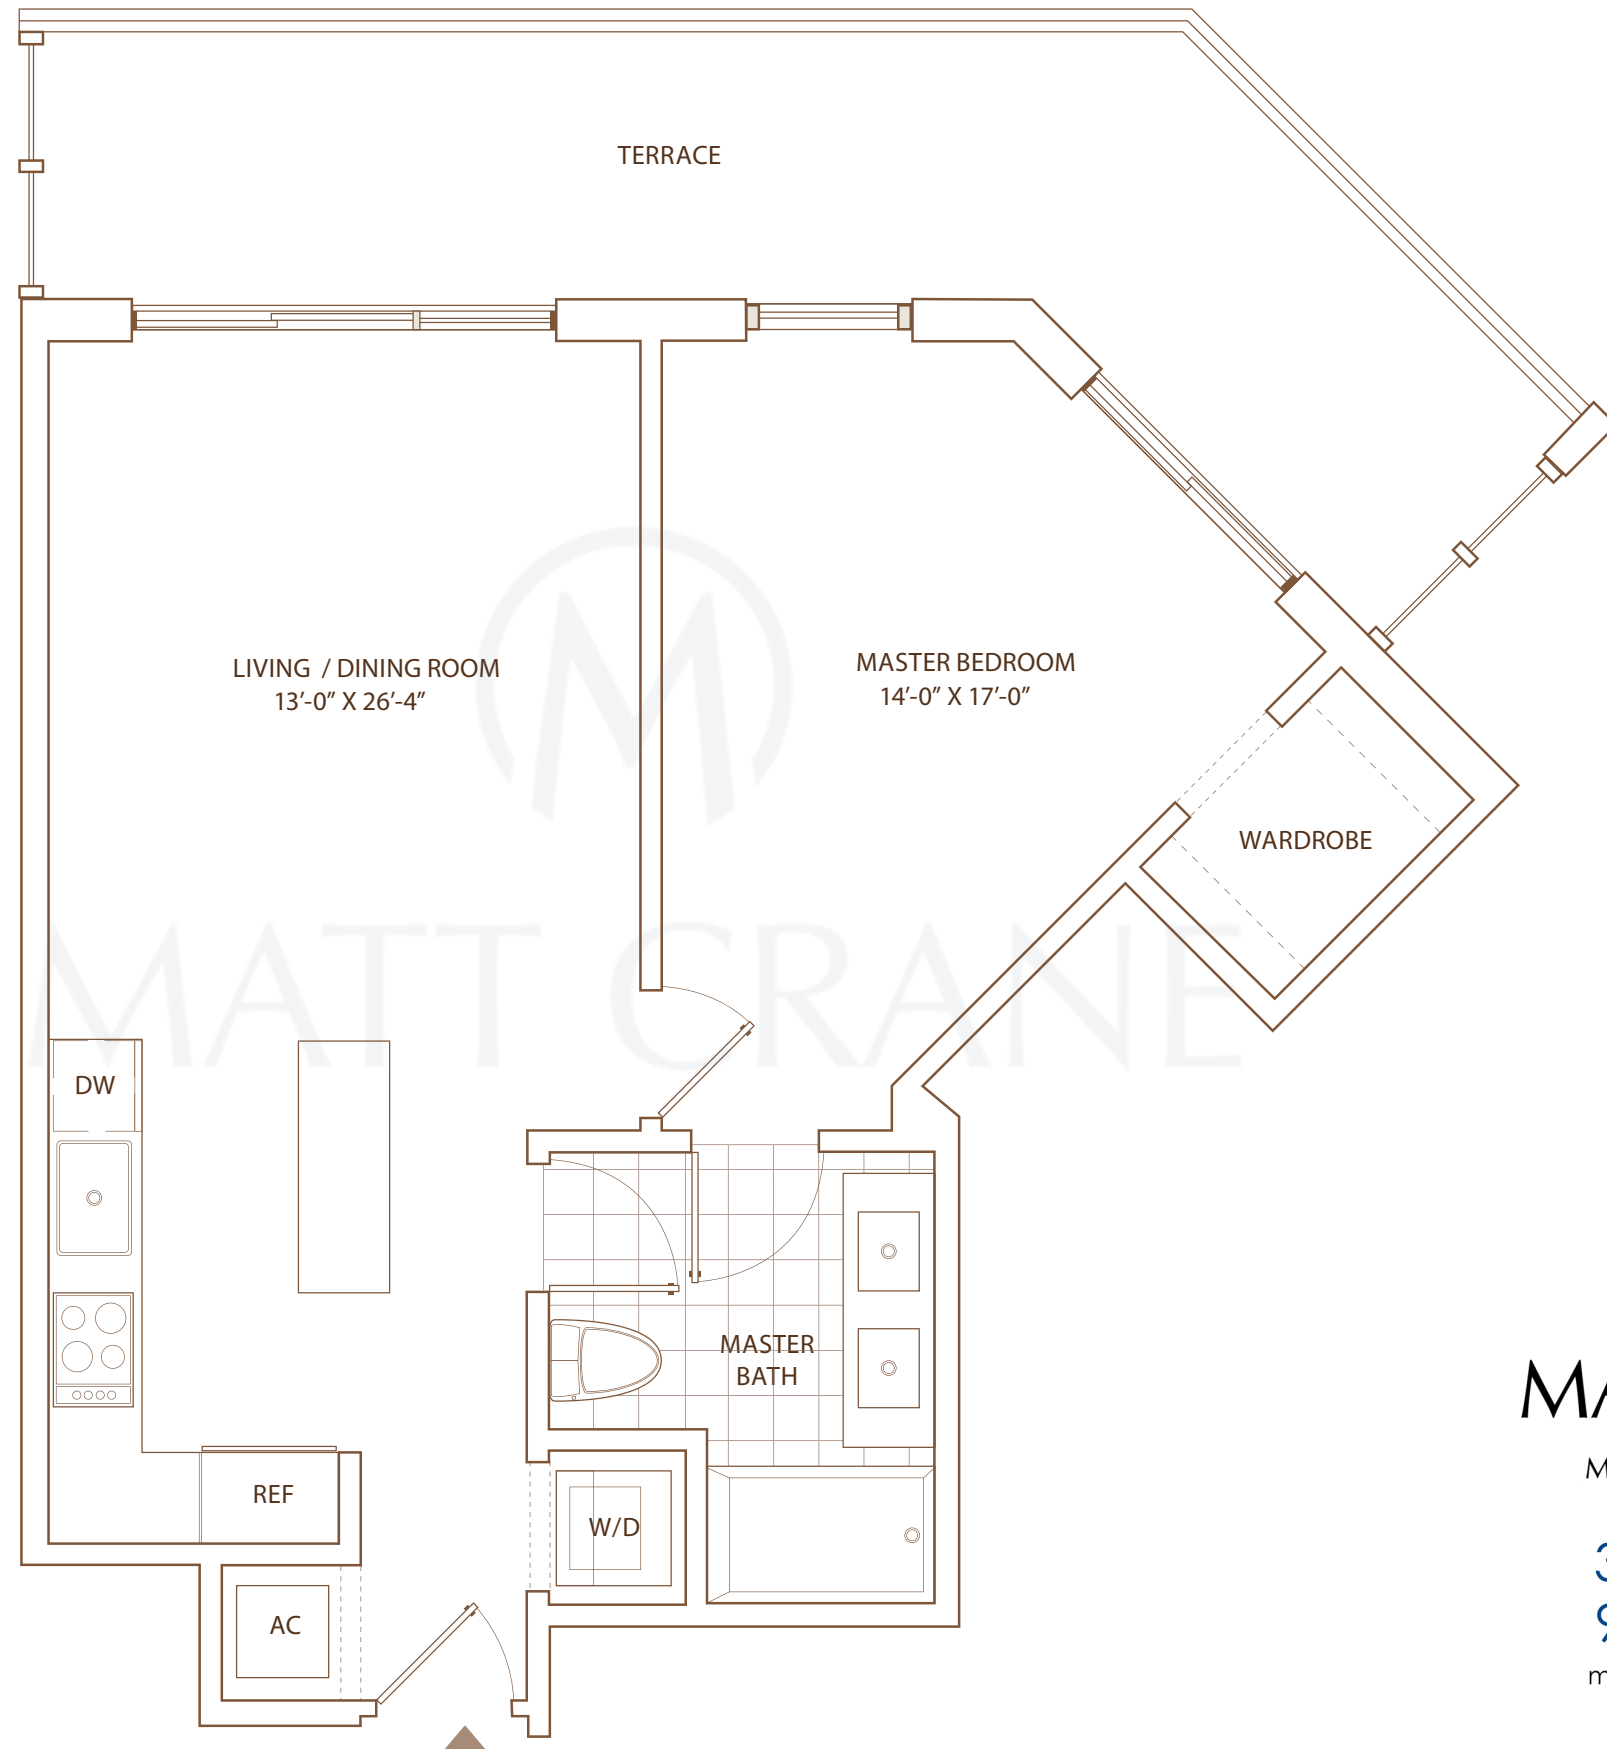 TERRACE
LIVING / DINING ROOM
13'-0" X 26'-4"
MASTER BEDROOM
14'-0" X 17'-0"
WARDROBE
MATT CRANE
DW
MASTER
BATH
REF
W/D
AC